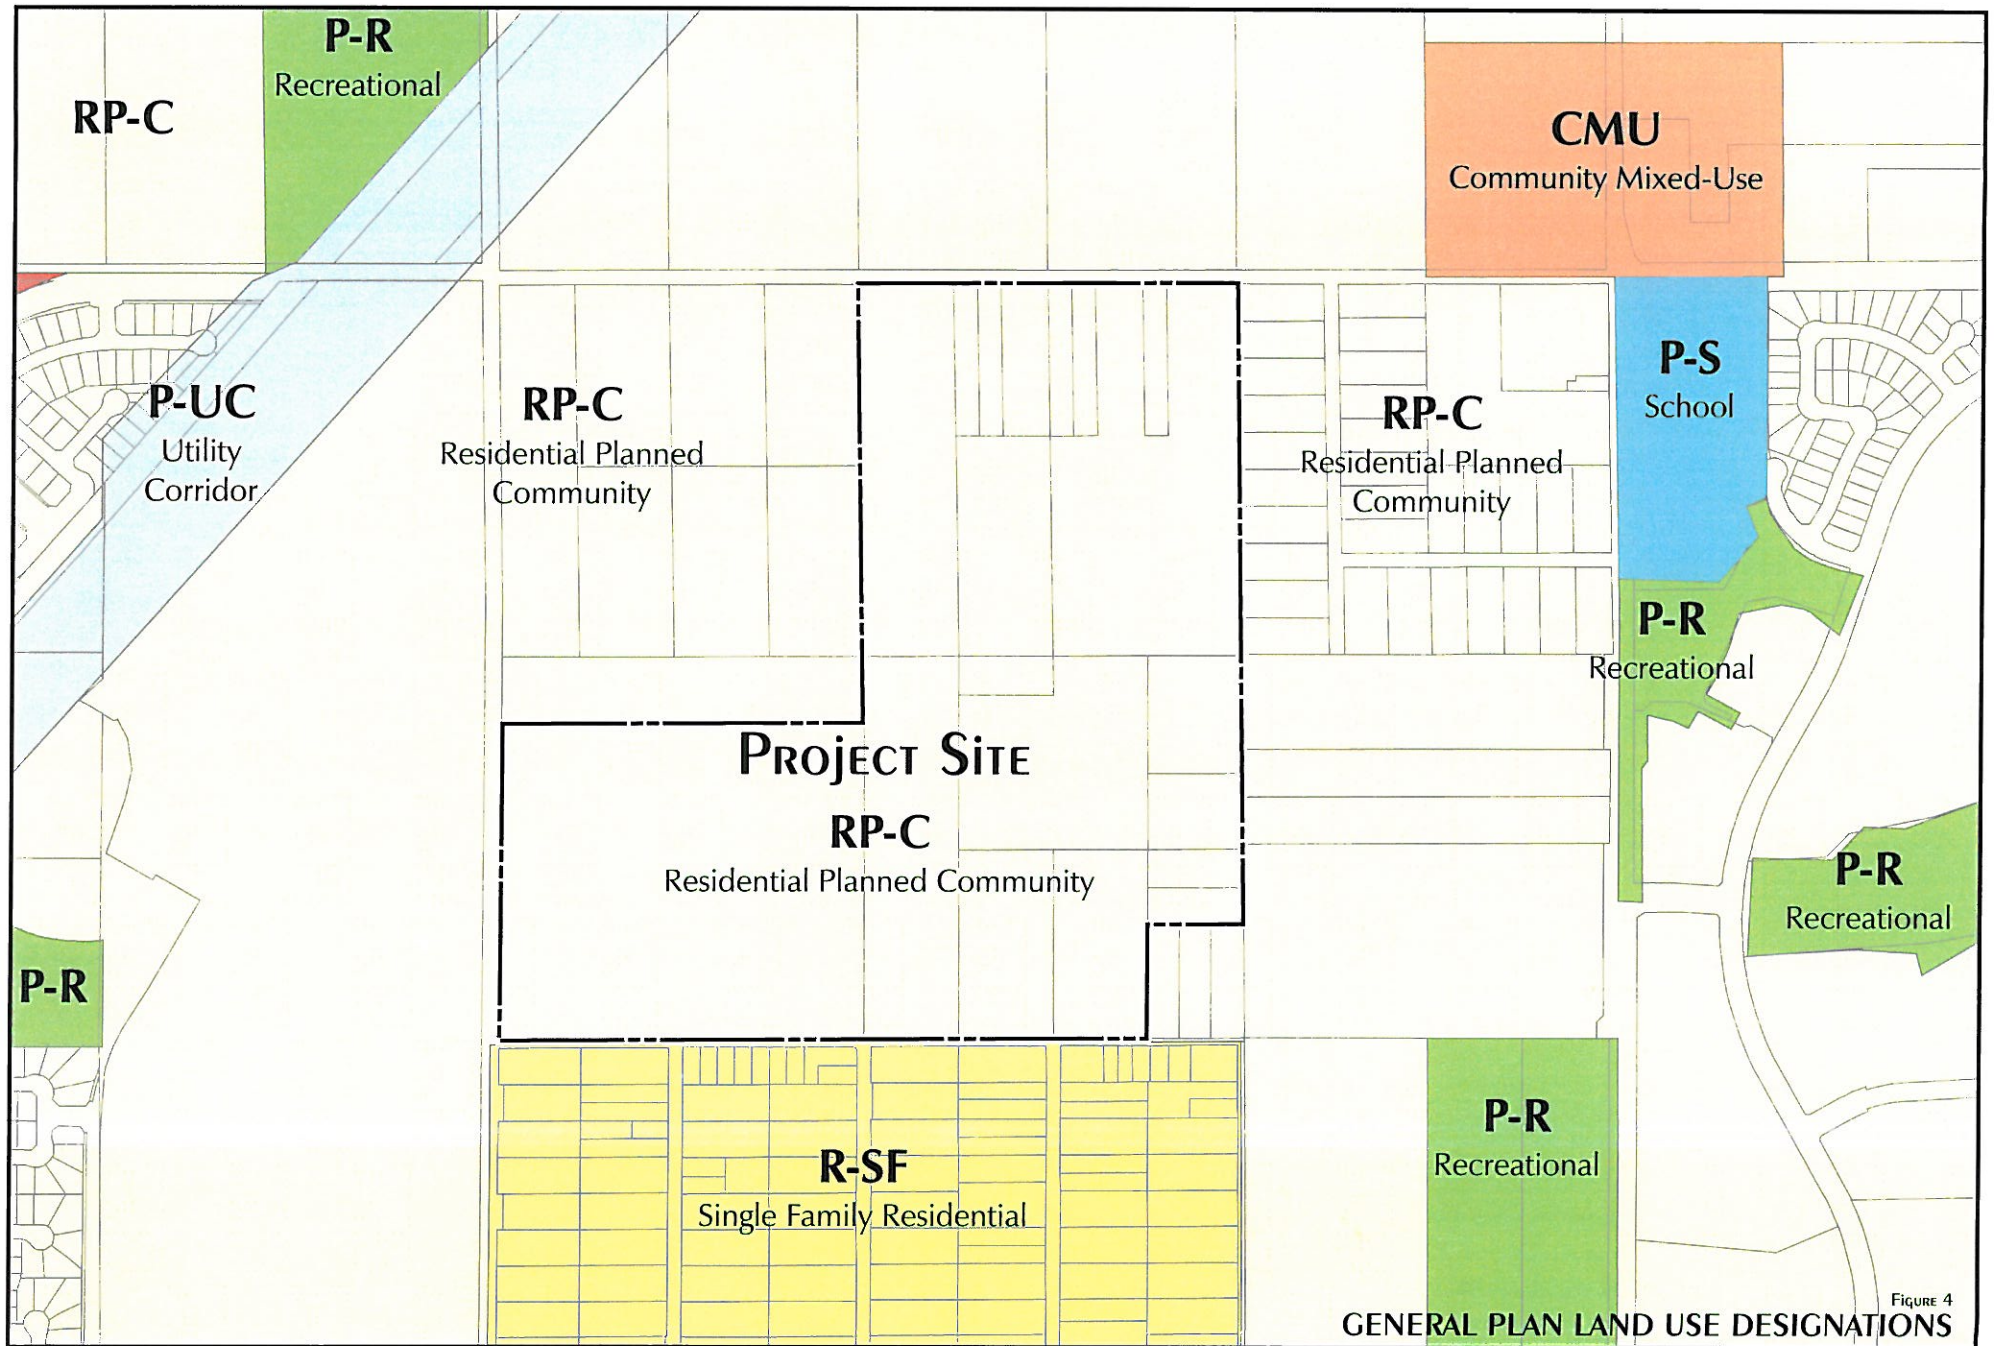 P-R
Recreational
RP-C
CMU
Community Mixed-Use
P-UC
Utility
Corridor
RP-C
Residential Planned
Community
RP-C
Residential Planned
Community
P-S
School
P-R
Recreational
PROJECT SITE
RP-C
Residential Planned Community
P-R
Recreational
P-R
R-SF
Single Family Residential
P-R
Recreational
FIGURE 4
GENERAL PLAN LAND USE DESIGNATIONS